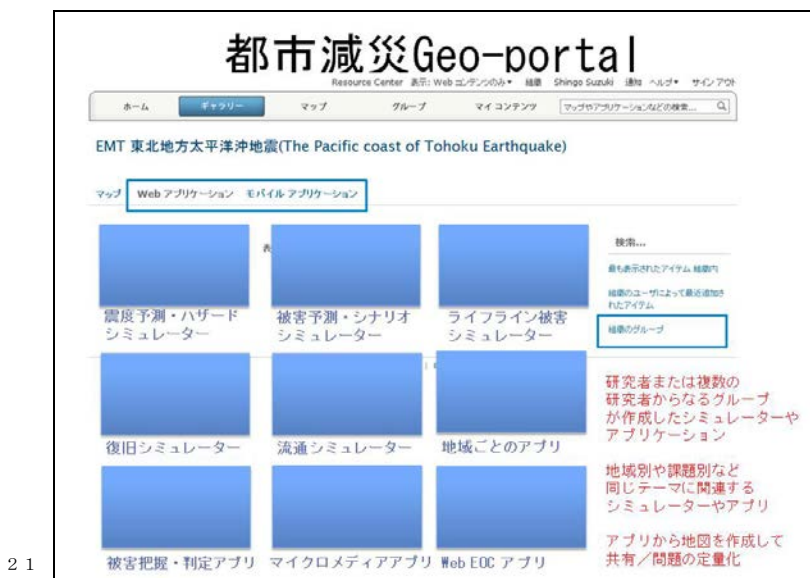 都市減災Geo-portal
Resource Center 表示: Web コンテンツのみ▾ 組織 Shingo Suzuki 通知 ヘルプ▾ サインアウト
ホーム ギャラリー マップ グループ マイ コンテンツ マップやアプリケーションなどの検索...
EMT 東北地方太平洋沖地震(The Pacific coast of Tohoku Earthquake)
マップ Web アプリケーション モバイル アプリケーション
検索...
最も表示されたアイテム 組織内
組織のユーザによって最近追加されたアイテム
組織のグループ
震度予測・ハザード
シミュレーター
被害予測・シナリオ
シミュレーター
ライフライン被害
シミュレーター
復旧シミュレーター
流通シミュレーター
地域ごとのアプリ
被害把握・判定アプリ
マイクロメディアアプリ
Web EOC アプリ
研究者または複数の
研究者からなるグループ
が作成したシミュレーターや
アプリケーション
地域別や課題別など
同じテーマに関連する
シミュレーターやアプリ
アプリから地図を作成して
共有/問題の定量化
21